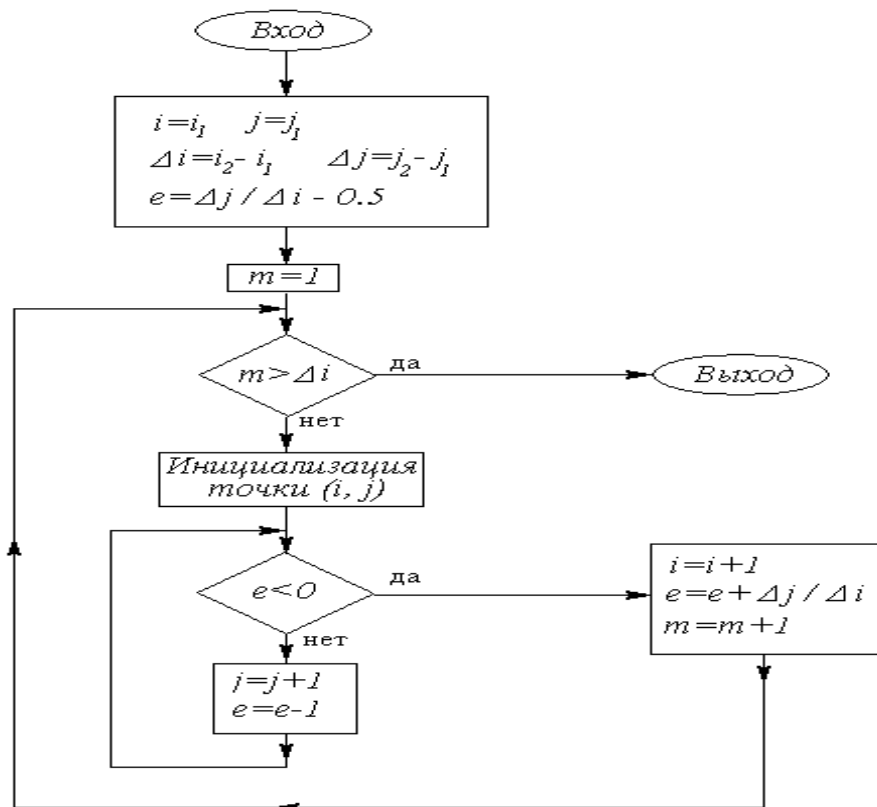 Вход
i=i₁ j=j₁
Δi=i₂- i₁ Δj=j₂- j₁
e=Δj/Δi-0.5
m=1
m>Δi
да
Выход
нет
Инициализация
точки (i, j)
e<0
да
i=i+1
e=e+Δj/Δi
m=m+1
нет
j=j+1
e=e-1